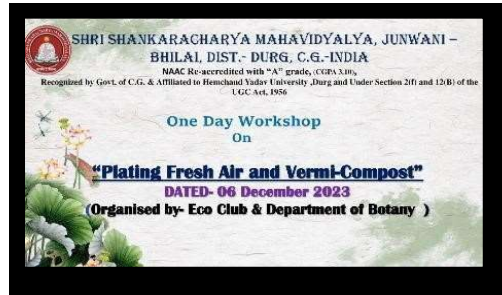 SHRI SHANKARACHARYA MAHAVIDYALYA, JUNWANI –
BHILAI, DIST.- DURG, C.G.-INDIA
NAAC Re-accredited with "A" grade, (CGPA 3.10),
Recognized by Govt. of C.G. & Affiliated to Hemchand Yadav University ,Durg and Under Section 2(f) and 12(B) of the
UGC Act, 1956
One Day Workshop
On
"Plating Fresh Air and Vermi-Compost"
DATED- 06 December 2023
(Organised by- Eco Club & Department of Botany )